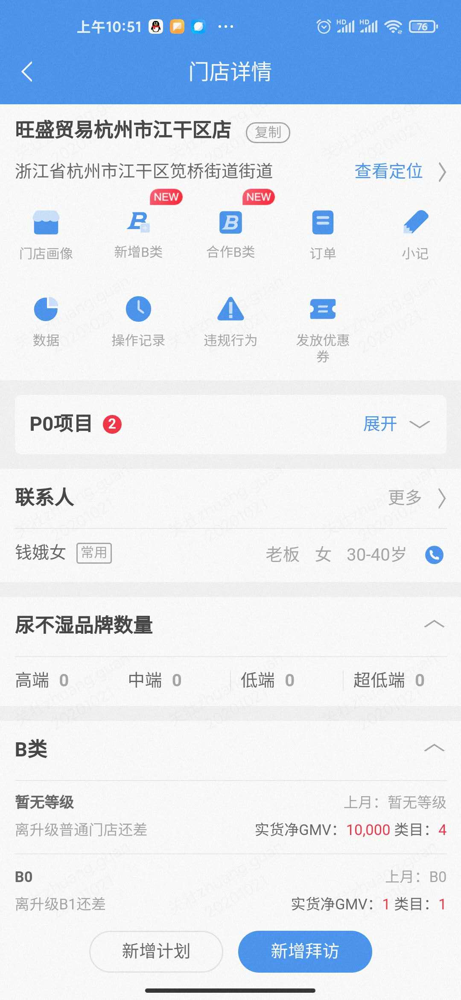 上午10:51
HD HD 76
门店详情
旺盛贸易杭州市江干区店 复制
浙江省杭州市江干区笕桥街道街道 查看定位
NEW NEW
门店画像 新增B类 合作B类 订单 小记
数据 操作记录 违规行为 发放优惠
券
P0项目 2 展开
联系人 更多
钱娥女 常用 老板 女 30-40岁
尿不湿品牌数量
高端 0 中端 0 低端 0 超低端 0
B类
暂无等级 上月：暂无等级
离升级普通门店还差 实货净GMV：10,000 类目：4
B0 上月：B0
离升级B1还差 实货净GMV：1 类目：1
新增计划 新增拜访